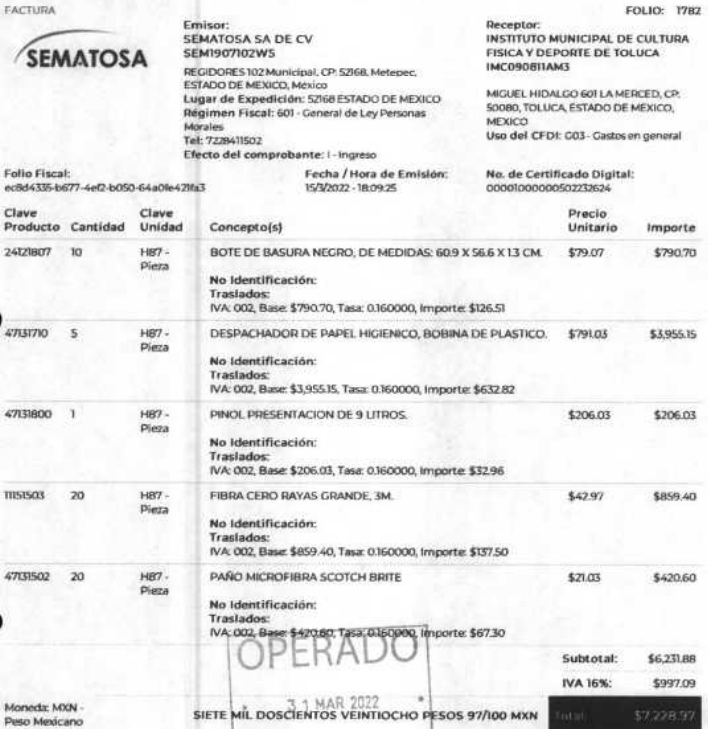 FACTURA
FOLIO: 1782
SEMATOSA
Emisor:
SEMATOSA SA DE CV
SEM1907102W5
REGIDORES 102 Municipal, CP: 52168, Metepec,
ESTADO DE MEXICO, México
Lugar de Expedición: 52168 ESTADO DE MEXICO
Régimen Fiscal: 601 - General de Ley Personas
Morales
Tel: 7228411502
Efecto del comprobante: I - Ingreso
Receptor:
INSTITUTO MUNICIPAL DE CULTURA
FISICA Y DEPORTE DE TOLUCA
IMC090811AM3
MIGUEL HIDALGO 601 LA MERCED, CP:
50080, TOLUCA, ESTADO DE MEXICO,
MEXICO
Uso del CFDI: G03 - Gastos en general
Folio Fiscal:
ec8d4335-b677-4ef2-b050-64a0fe421fa3
Fecha / Hora de Emisión:
15/3/2022 - 18:09:25
No. de Certificado Digital:
00001000000502232624
Clave Producto Cantidad Clave Unidad Concepto(s) Precio Unitario Importe
24121807 10 H87 - Pieza BOTE DE BASURA NEGRO, DE MEDIDAS: 60.9 X 56.6 X 1.3 CM. $79.07 $790.70
No Identificación:
Traslados:
IVA: 002, Base: $790.70, Tasa: 0.160000, Importe: $126.51
47131710 5 H87 - Pieza DESPACHADOR DE PAPEL HIGIENICO, BOBINA DE PLASTICO. $791.03 $3,955.15
No Identificación:
Traslados:
IVA: 002, Base: $3,955.15, Tasa: 0.160000, Importe: $632.82
47131800 1 H87 - Pieza PINOL PRESENTACION DE 9 LITROS. $206.03 $206.03
No Identificación:
Traslados:
IVA: 002, Base: $206.03, Tasa: 0.160000, Importe: $32.96
11151503 20 H87 - Pieza FIBRA CERO RAYAS GRANDE, 3M. $42.97 $859.40
No Identificación:
Traslados:
IVA: 002, Base: $859.40, Tasa: 0.160000, Importe: $137.50
47131502 20 H87 - Pieza PAÑO MICROFIBRA SCOTCH BRITE $21.03 $420.60
No Identificación:
Traslados:
IVA: 002, Base: $420.60, Tasa: 0.160000, Importe: $67.30
OPERADO
31 MAR 2022
Subtotal: $6,231.88
IVA 16%: $997.09
Moneda: MXN -
Peso Mexicano
SIETE MIL DOSCIENTOS VEINTIOCHO PESOS 97/100 MXN
Total: $7,228.97